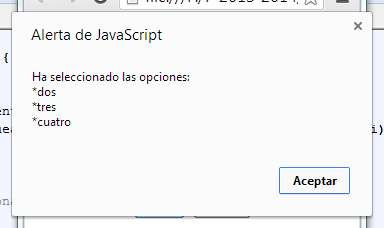 Alerta de JavaScript
Ha seleccionado las opciones:
*dos
*tres
*cuatro
Aceptar